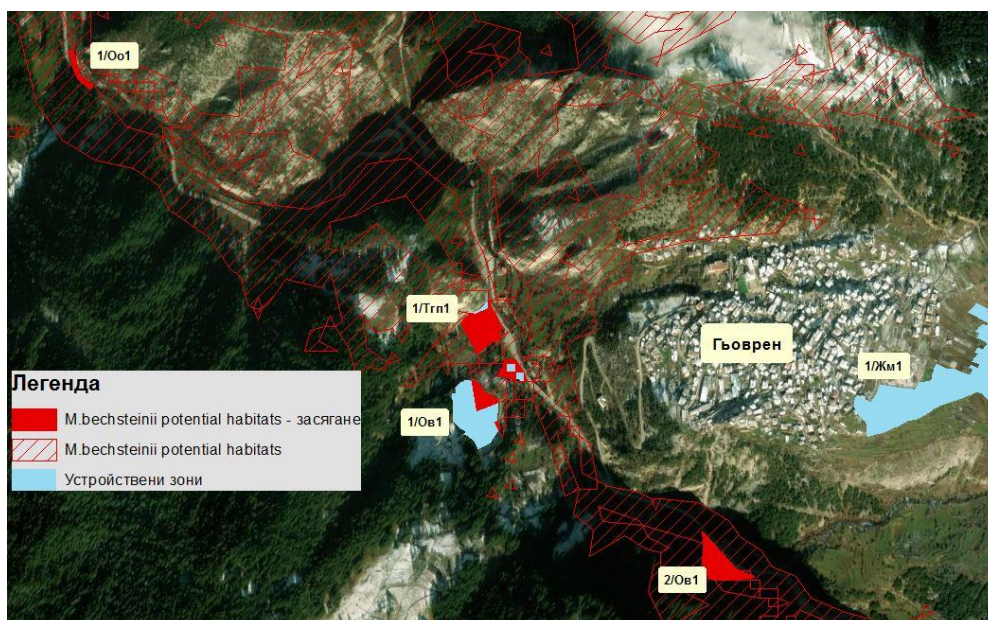 1/Оо1
1/Тгп1
Гьоврен
1/Жм1
Легенда
M.bechsteinii potential habitats - засягане
1/Ов1
M.bechsteinii potential habitats
Устройствени зони
2/Ов1